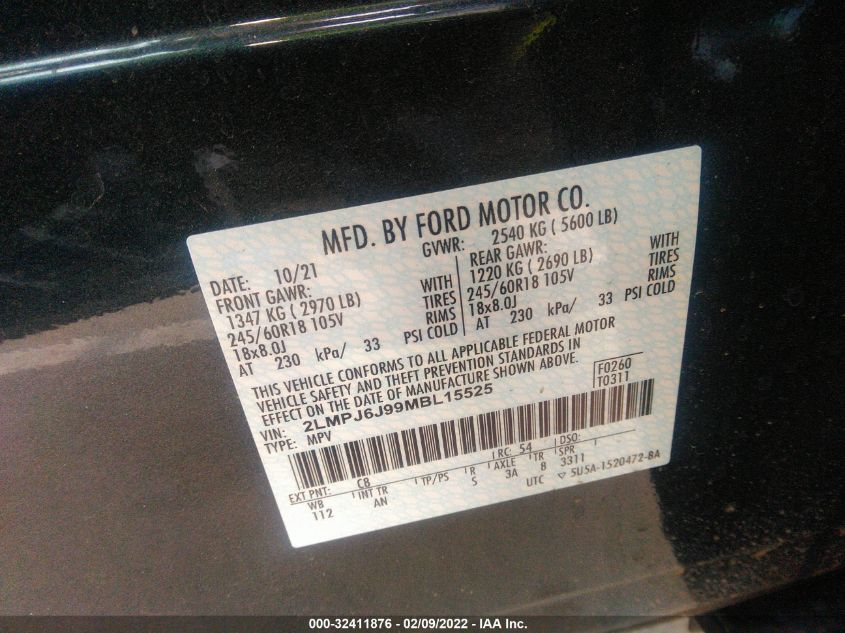 MFD. BY FORD MOTOR CO.
DATE: 10/21 GVWR: 2540 KG ( 5600 LB)
FRONT GAWR: REAR GAWR:
1347 KG ( 2970 LB) WITH 1220 KG ( 2690 LB) WITH
245/60R18 105V TIRES 245/60R18 105V TIRES
18x8.0J RIMS 18x8.0J RIMS
AT 230 kPa/ 33 PSI COLD AT 230 kPa/ 33 PSI COLD
THIS VEHICLE CONFORMS TO ALL APPLICABLE FEDERAL MOTOR
VEHICLE SAFETY AND THEFT PREVENTION STANDARDS IN
EFFECT ON THE DATE OF MANUFACTURE SHOWN ABOVE.
VIN: 2LMPJ6J99MBL15525 F0260
TYPE: MPV T0311
EXT PNT: C8 RC: 54 DSO:
WB INT TR TP/PS R AXLE TR SPR
112 AN S 3A B 3311
UTC ▽ 5U5A-1520472-BA
000-32411876 - 02/09/2022 - IAA Inc.